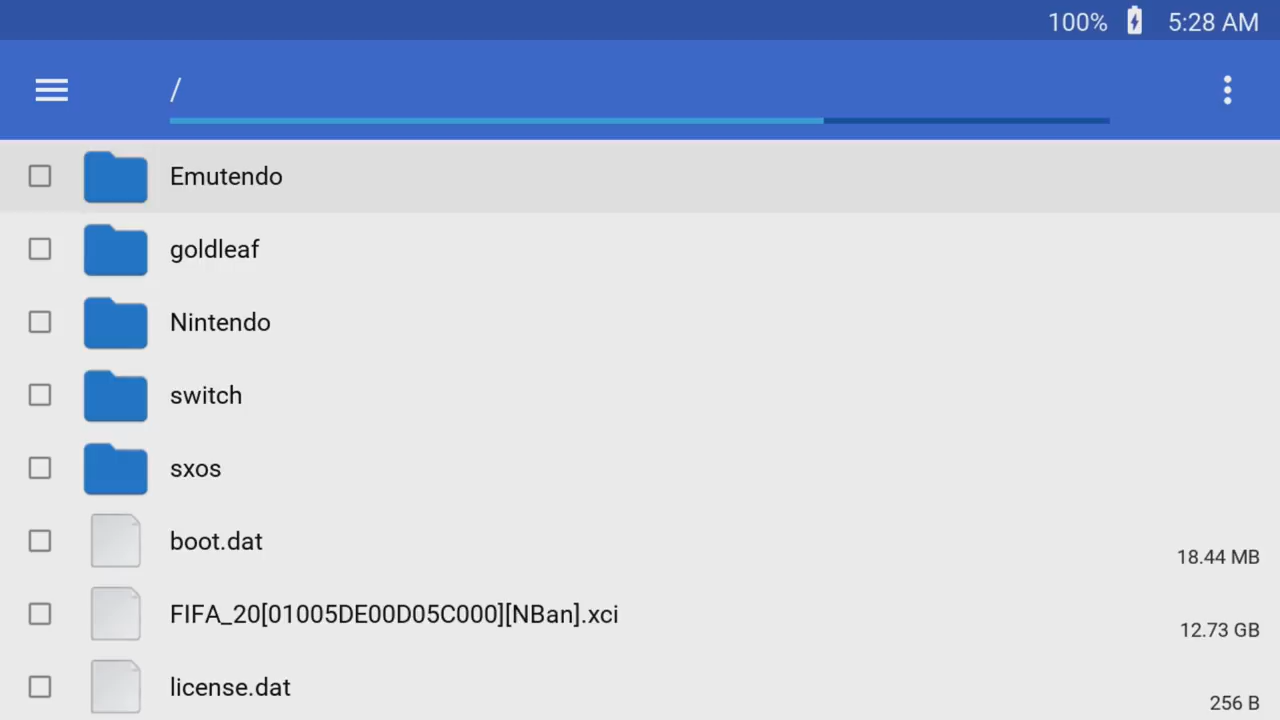 100% 5:28 AM
/
Emutendo
goldleaf
Nintendo
switch
sxos
boot.dat
18.44 MB
FIFA_20[01005DE00D05C000][NBan].xci
12.73 GB
license.dat
256 B